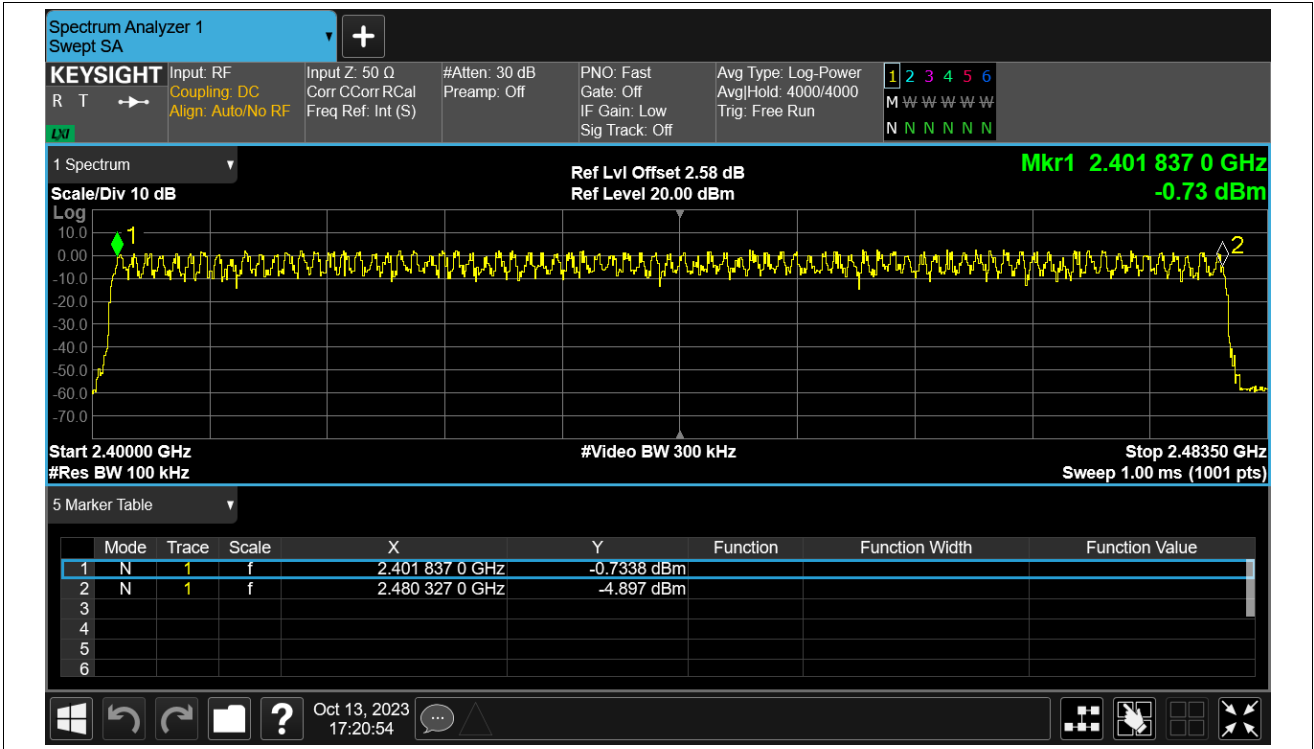 Spectrum Analyzer 1
Swept SA
KEYSIGHT
R T
LXI
Input: RF
Coupling: DC
Align: Auto/No RF
Input Z: 50 Ω
Corr CCorr RCal
Freq Ref: Int (S)
#Atten: 30 dB
Preamp: Off
PNO: Fast
Gate: Off
IF Gain: Low
Sig Track: Off
Avg Type: Log-Power
Avg|Hold: 4000/4000
Trig: Free Run
1 2 3 4 5 6
M W W W W W
N N N N N N
1 Spectrum
Scale/Div 10 dB
Ref Lvl Offset 2.58 dB
Ref Level 20.00 dBm
Mkr1 2.401 837 0 GHz
-0.73 dBm
Log
10.0
0.00
-10.0
-20.0
-30.0
-40.0
-50.0
-60.0
-70.0
1
2
Start 2.40000 GHz
#Video BW 300 kHz
Stop 2.48350 GHz
#Res BW 100 kHz
Sweep 1.00 ms (1001 pts)
5 Marker Table
Mode Trace Scale X Y Function Function Width Function Value
1 N 1 f 2.401 837 0 GHz -0.7338 dBm
2 N 1 f 2.480 327 0 GHz -4.897 dBm
3
4
5
6
?
Oct 13, 2023
17:20:54